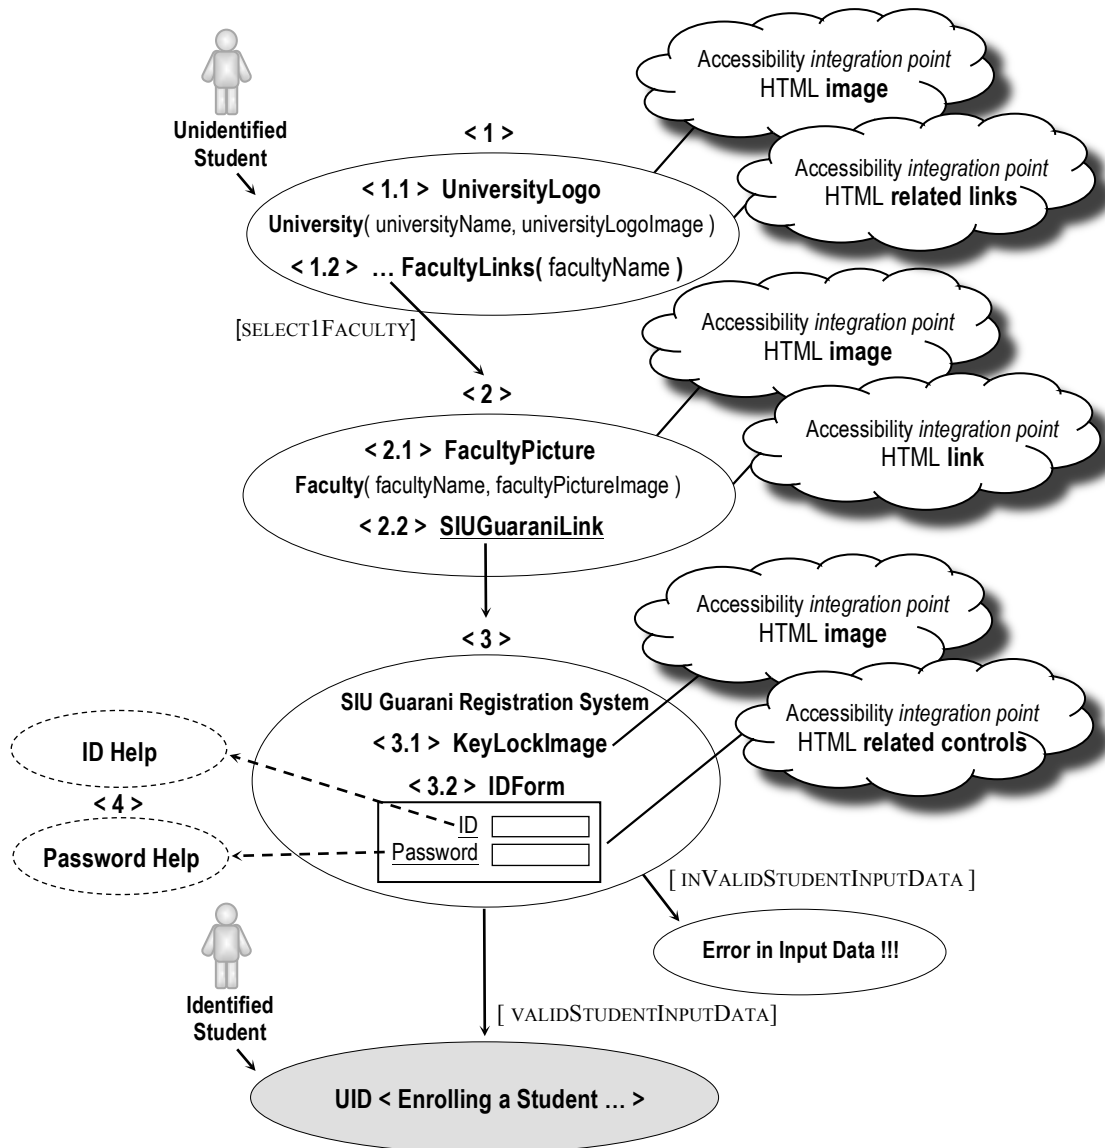 Accessibility integration point
HTML image
Unidentified
Student
< 1 >
Accessibility integration point
HTML related links
< 1.1 > UniversityLogo
University( universityName, universityLogoImage )
< 1.2 > … FacultyLinks( facultyName )
[SELECT1FACULTY]
Accessibility integration point
HTML image
< 2 >
Accessibility integration point
HTML link
< 2.1 > FacultyPicture
Faculty( facultyName, facultyPictureImage )
< 2.2 > SIUGuaraniLink
Accessibility integration point
HTML image
< 3 >
SIU Guarani Registration System
Accessibility integration point
HTML related controls
< 3.1 > KeyLockImage
ID Help
< 3.2 > IDForm
< 4 >
ID
Password
Password Help
[ INVALIDSTUDENTINPUTDATA ]
Error in Input Data !!!
Identified
Student
[ VALIDSTUDENTINPUTDATA]
UID < Enrolling a Student … >